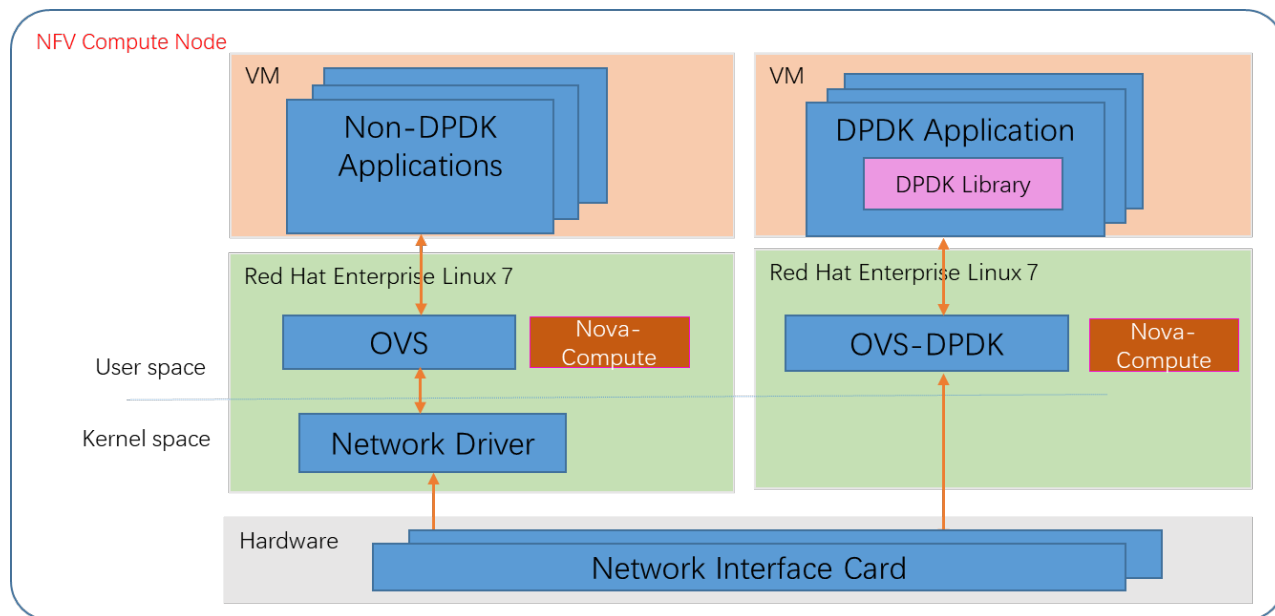 NFV Compute Node
VM
Non-DPDK
Applications
VM
DPDK Application
DPDK Library
Red Hat Enterprise Linux 7
OVS
Nova-
Compute
Red Hat Enterprise Linux 7
OVS-DPDK
Nova-
Compute
User space
Kernel space
Network Driver
Hardware
Network Interface Card